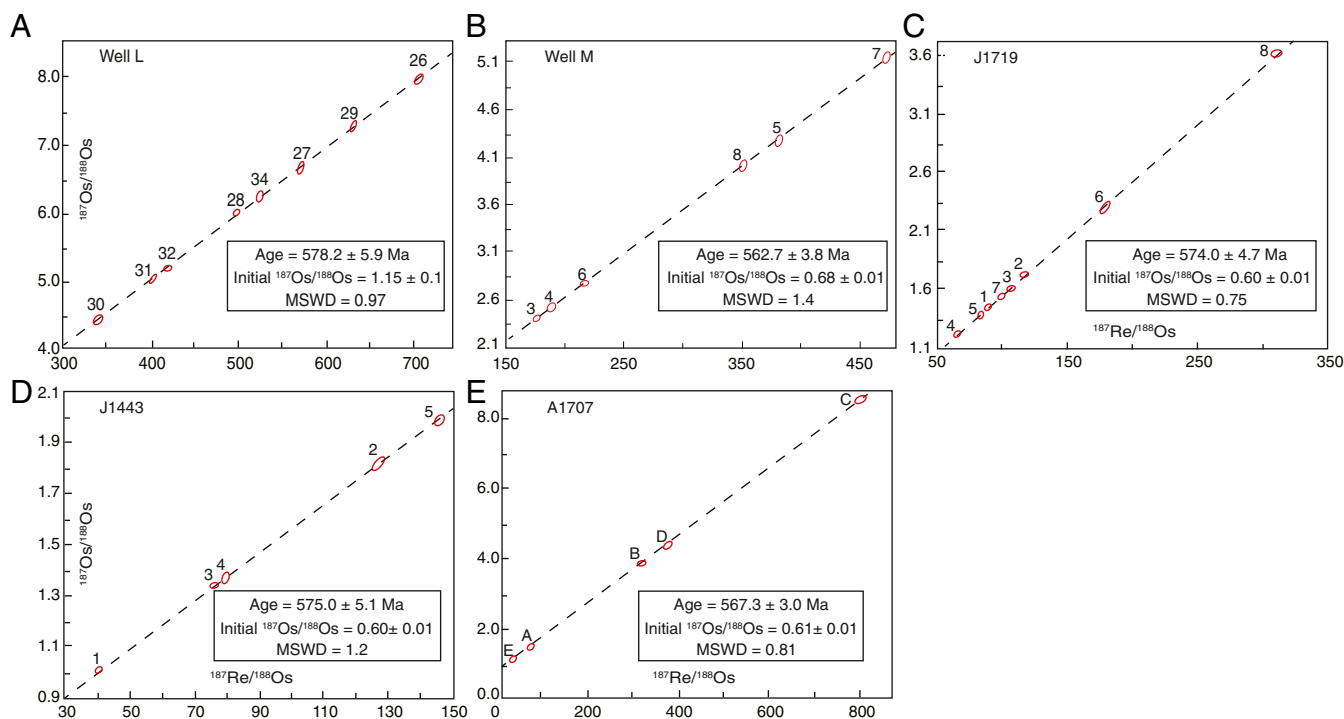 A
Well L
¹⁸⁷Os/¹⁸⁸Os
8.0
7.0
6.0
5.0
4.0
26
29
27
34
28
32
31
30
Age = 578.2 ± 5.9 Ma
Initial ¹⁸⁷Os/¹⁸⁸Os = 1.15 ± 0.1
MSWD = 0.97
300 400 500 600 700
B
Well M
5.1
4.6
4.1
3.6
3.1
2.6
2.1
7
5
8
6
4
3
Age = 562.7 ± 3.8 Ma
Initial ¹⁸⁷Os/¹⁸⁸Os = 0.68 ± 0.01
MSWD = 1.4
150 250 350 450
C
J1719
3.6
3.1
2.6
2.1
1.6
1.1
8
6
2
3
7
1
5
4
Age = 574.0 ± 4.7 Ma
Initial ¹⁸⁷Os/¹⁸⁸Os = 0.60 ± 0.01
MSWD = 0.75
¹⁸⁷Re/¹⁸⁸Os
50 150 250 350
D
J1443
¹⁸⁷Os/¹⁸⁸Os
2.1
1.9
1.7
1.5
1.3
1.1
0.9
5
2
4
3
1
Age = 575.0 ± 5.1 Ma
Initial ¹⁸⁷Os/¹⁸⁸Os = 0.60± 0.01
MSWD = 1.2
¹⁸⁷Re/¹⁸⁸Os
30 50 70 90 110 130 150
E
A1707
8.0
6.0
4.0
2.0
0.0
C
D
B
A
E
Age = 567.3 ± 3.0 Ma
Initial ¹⁸⁷Os/¹⁸⁸Os = 0.61± 0.01
MSWD = 0.81
¹⁸⁷Re/¹⁸⁸Os
0 200 400 600 800